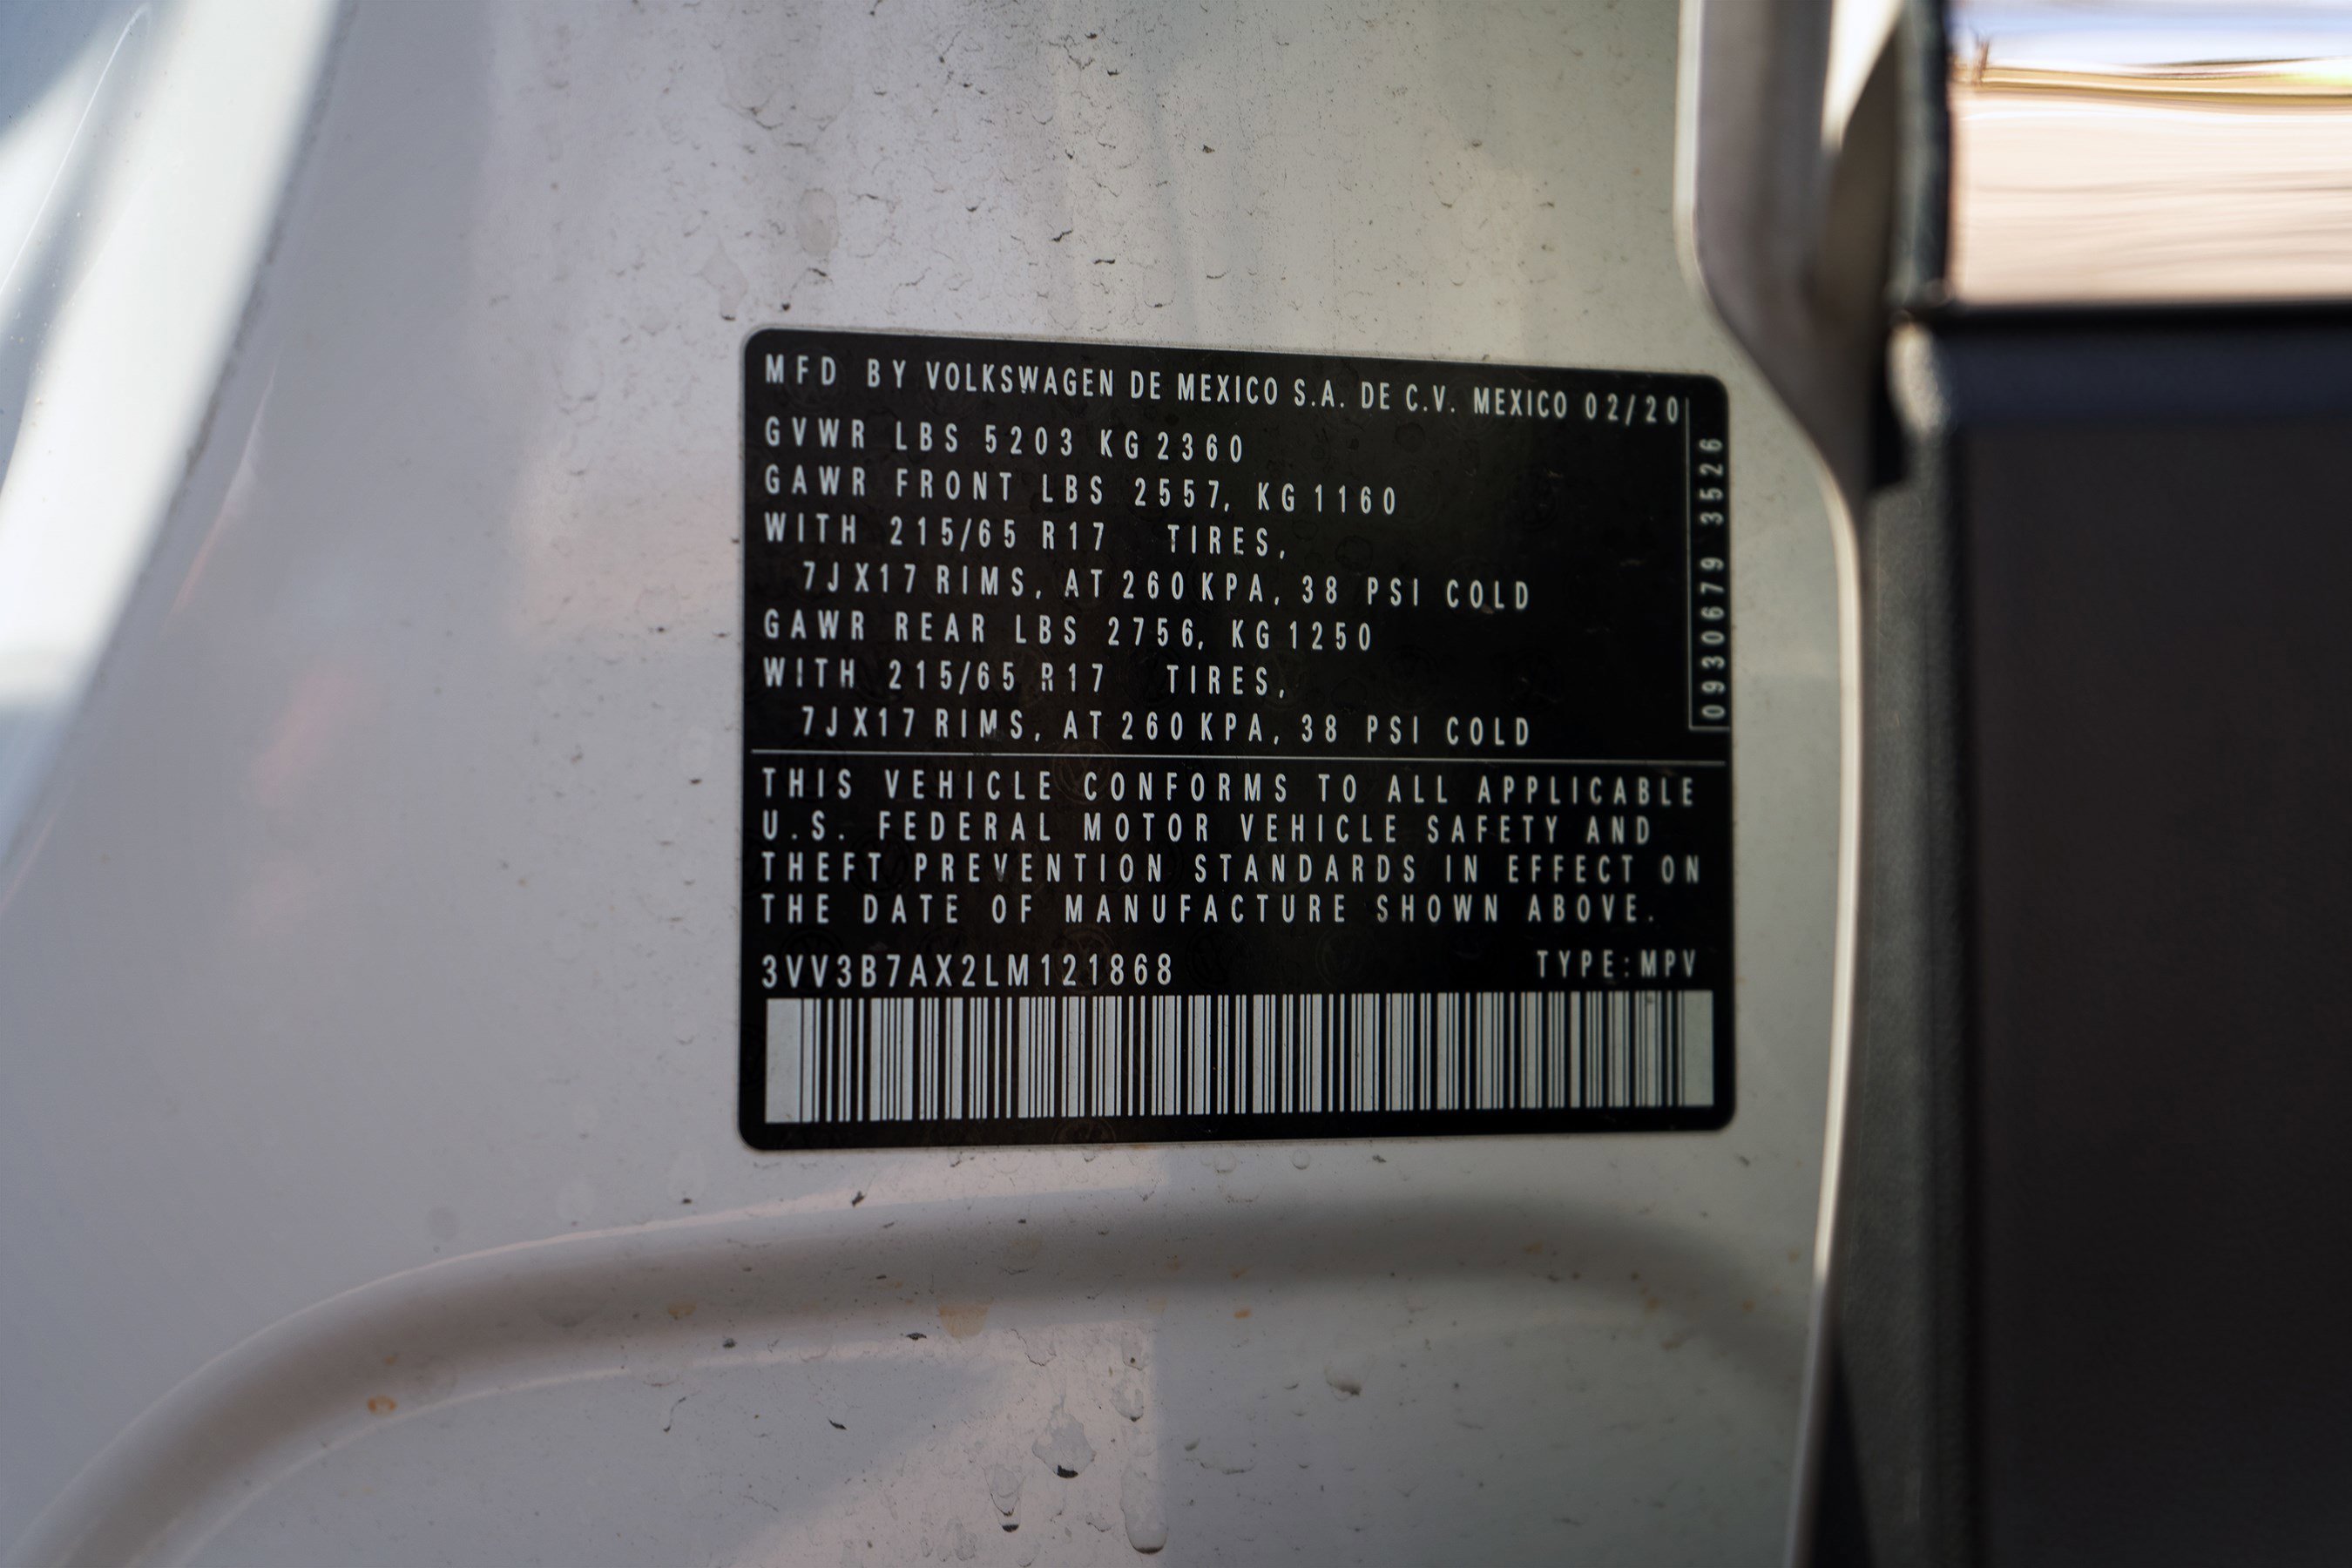 MFD BY VOLKSWAGEN DE MEXICO S.A. DE C.V. MEXICO 02/20
GVWR LBS 5203 KG 2360
GAWR FRONT LBS 2557, KG 1160
WITH 215/65 R17 TIRES,
7JX17 RIMS, AT 260 KPA, 38 PSI COLD
GAWR REAR LBS 2756, KG 1250
WITH 215/65 R17 TIRES,
7JX17 RIMS, AT 260 KPA, 38 PSI COLD
0930679 3526
THIS VEHICLE CONFORMS TO ALL APPLICABLE
U.S. FEDERAL MOTOR VEHICLE SAFETY AND
THEFT PREVENTION STANDARDS IN EFFECT ON
THE DATE OF MANUFACTURE SHOWN ABOVE.
3VV3B7AX2LM121868 TYPE:MPV